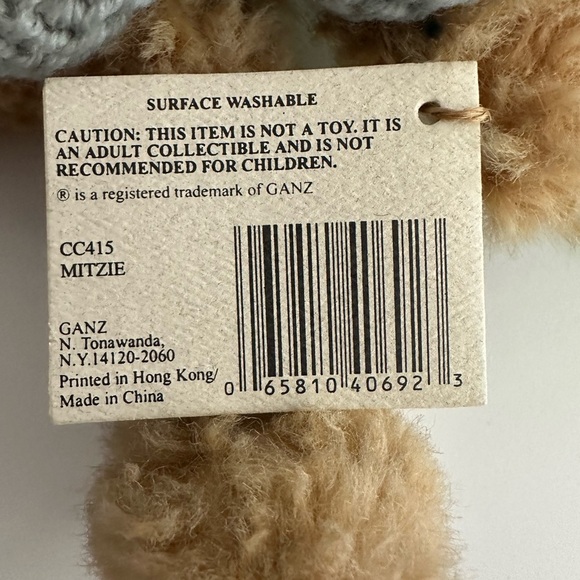 SURFACE WASHABLE
CAUTION: THIS ITEM IS NOT A TOY. IT IS
AN ADULT COLLECTIBLE AND IS NOT
RECOMMENDED FOR CHILDREN.
® is a registered trademark of GANZ
CC415
MITZIE
GANZ
N. Tonawanda,
N.Y.14120-2060
Printed in Hong Kong/
Made in China
0 65810 40692 3